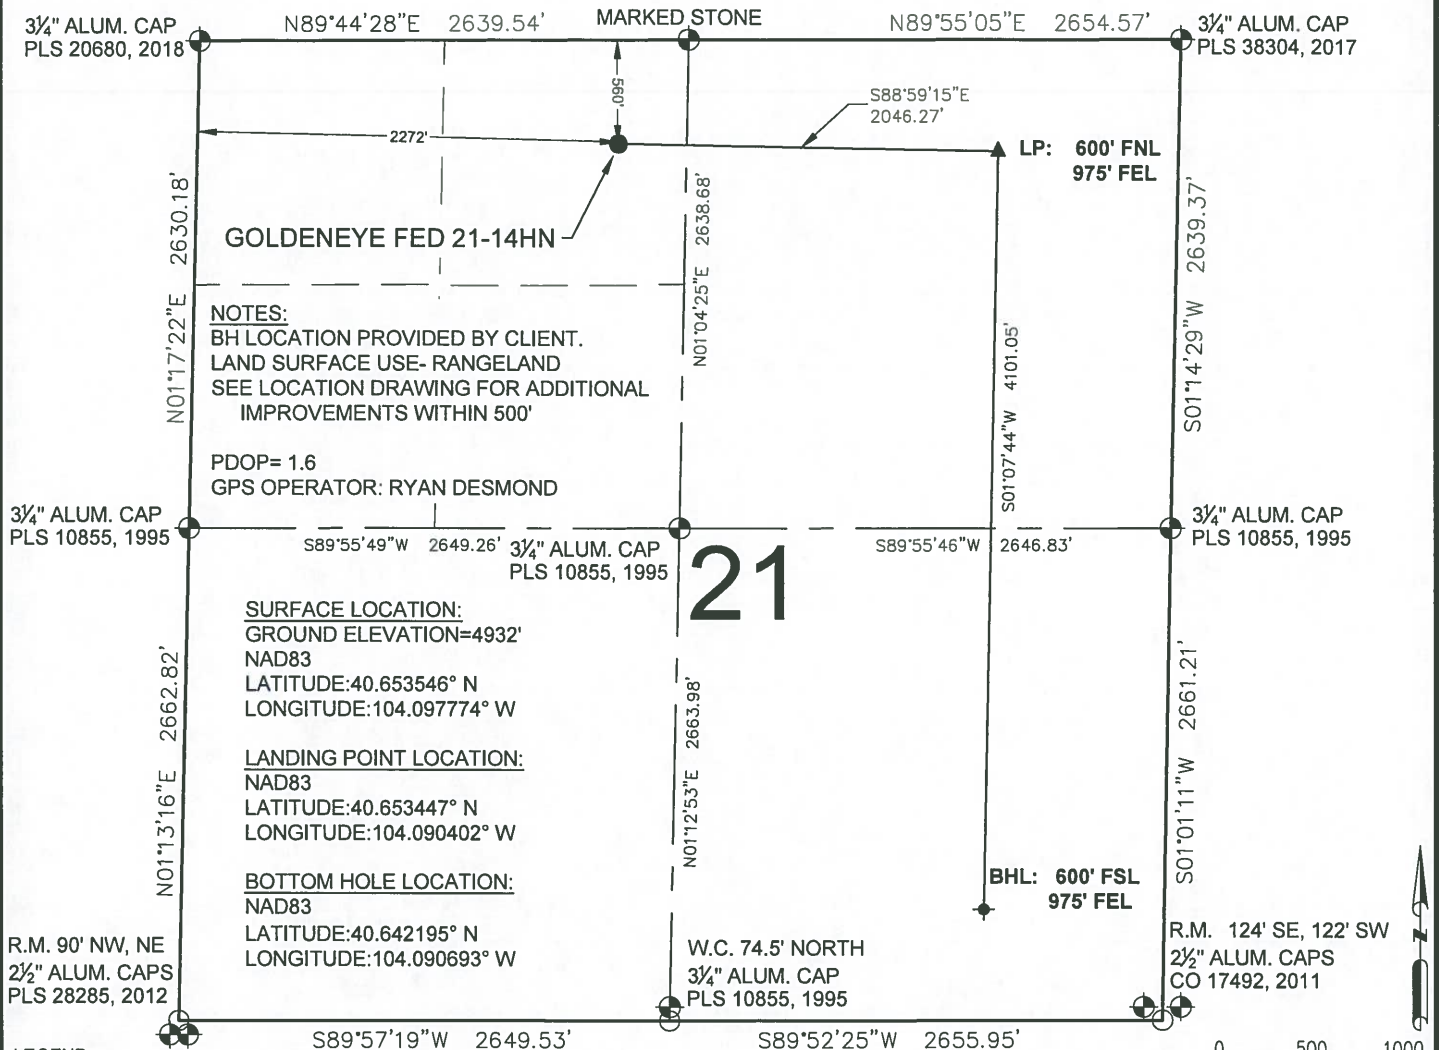 3¼" ALUM. CAP
PLS 20680, 2018
N89°44'28"E 2639.54'
MARKED STONE
N89°55'05"E 2654.57'
3¼" ALUM. CAP
PLS 38304, 2017
560'
2272'
S88°59'15"E
2046.27'
LP: 600' FNL
975' FEL
GOLDENEYE FED 21-14HN
N01°17'22"E 2630.18'
N01°04'25"E 2638.68'
S01°07'44"W 4101.05'
S01°14'29"W 2639.37'
NOTES:
BH LOCATION PROVIDED BY CLIENT.
LAND SURFACE USE- RANGELAND
SEE LOCATION DRAWING FOR ADDITIONAL
IMPROVEMENTS WITHIN 500'
PDOP= 1.6
GPS OPERATOR: RYAN DESMOND
3¼" ALUM. CAP
PLS 10855, 1995
S89°55'49"W 2649.26'
3¼" ALUM. CAP
PLS 10855, 1995
S89°55'46"W 2646.83'
3¼" ALUM. CAP
PLS 10855, 1995
21
SURFACE LOCATION:
GROUND ELEVATION=4932'
NAD83
LATITUDE:40.653546° N
LONGITUDE:104.097774° W
LANDING POINT LOCATION:
NAD83
LATITUDE:40.653447° N
LONGITUDE:104.090402° W
BOTTOM HOLE LOCATION:
NAD83
LATITUDE:40.642195° N
LONGITUDE:104.090693° W
N01°13'16"E 2662.82'
N01°12'53"E 2663.98'
S01°01'11"W 2661.21'
BHL: 600' FSL
975' FEL
R.M. 90' NW, NE
2½" ALUM. CAPS
PLS 28285, 2012
W.C. 74.5' NORTH
3¼" ALUM. CAP
PLS 10855, 1995
R.M. 124' SE, 122' SW
2½" ALUM. CAPS
CO 17492, 2011
N
S89°57'19"W 2649.53'
S89°52'25"W 2655.95'
0 500 1000